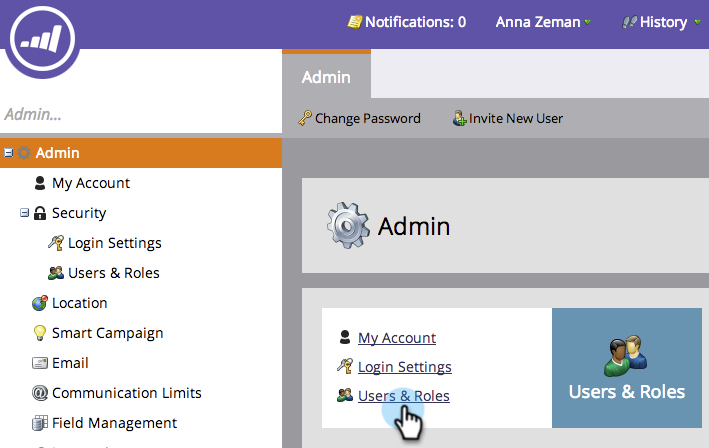 Notifications: 0 Anna Zeman History
Admin
Admin...
Change Password Invite New User
Admin
My Account
Security
Login Settings
Users & Roles
Location
Smart Campaign
Email
Communication Limits
Field Management
Admin
My Account
Login Settings
Users & Roles
Users & Roles